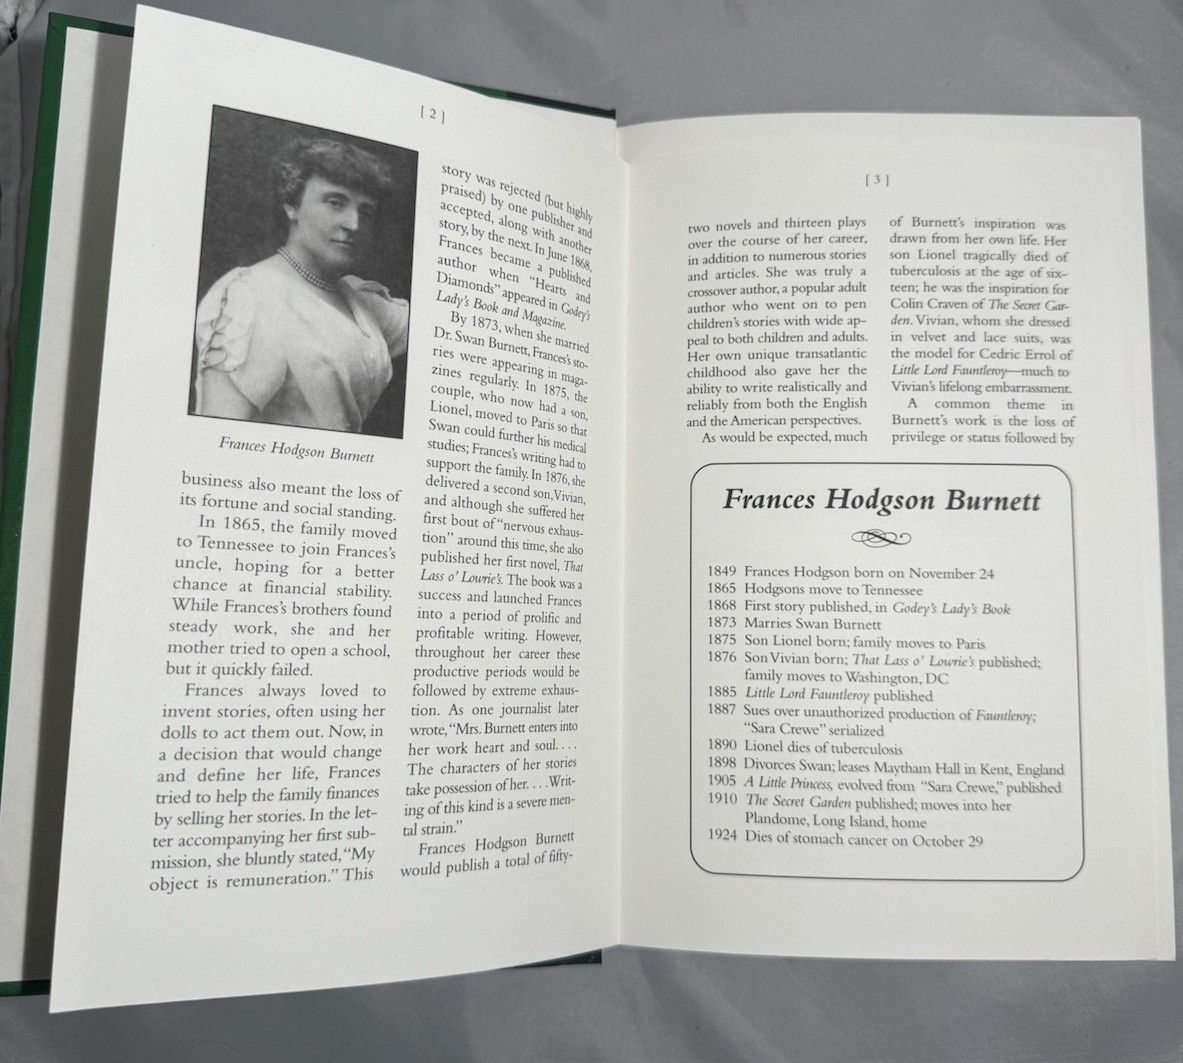 [ 2 ]
Frances Hodgson Burnett
business also meant the loss of
its fortune and social standing.
In 1865, the family moved
to Tennessee to join Frances's
uncle, hoping for a better
chance at financial stability.
While Frances's brothers found
steady work, she and her
mother tried to open a school,
but it quickly failed.
Frances always loved to
invent stories, often using her
dolls to act them out. Now, in
a decision that would change
and define her life, Frances
tried to help the family finances
by selling her stories. In the let-
ter accompanying her first sub-
mission, she bluntly stated, “My
object is remuneration.” This
story was rejected (but highly
praised) by one publisher and
accepted, along with another
story, by the next. In June 1868,
Frances became a published
author when “Hearts and
Diamonds” appeared in Godey's
Lady's Book and Magazine.
By 1873, when she married
Dr. Swan Burnett, Frances's sto-
ries were appearing in maga-
zines regularly. In 1875, the
couple, who now had a son,
Lionel, moved to Paris so that
Swan could further his medical
studies; Frances's writing had to
support the family. In 1876, she
delivered a second son, Vivian,
and although she suffered her
first bout of “nervous exhaus-
tion” around this time, she also
published her first novel, That
Lass o' Lowrie's. The book was a
success and launched Frances
into a period of prolific and
profitable writing. However,
throughout her career these
productive periods would be
followed by extreme exhaus-
tion. As one journalist later
wrote, “Mrs. Burnett enters into
her work heart and soul. . . .
The characters of her stories
take possession of her. . . . Writ-
ing of this kind is a severe men-
tal strain.”
Frances Hodgson Burnett
would publish a total of fifty-
[ 3 ]
two novels and thirteen plays
over the course of her career,
in addition to numerous stories
and articles. She was truly a
crossover author, a popular adult
author who went on to pen
children's stories with wide ap-
peal to both children and adults.
Her own unique transatlantic
childhood also gave her the
ability to write realistically and
reliably from both the English
and the American perspectives.
As would be expected, much
of Burnett's inspiration was
drawn from her own life. Her
son Lionel tragically died of
tuberculosis at the age of six-
teen; he was the inspiration for
Colin Craven of The Secret Gar-
den. Vivian, whom she dressed
in velvet and lace suits, was
the model for Cedric Errol of
Little Lord Fauntleroy—much to
Vivian's lifelong embarrassment.
A common theme in
Burnett's work is the loss of
privilege or status followed by
Frances Hodgson Burnett
1849 Frances Hodgson born on November 24
1865 Hodgsons move to Tennessee
1868 First story published, in Godey's Lady's Book
1873 Marries Swan Burnett
1875 Son Lionel born; family moves to Paris
1876 Son Vivian born; That Lass o' Lowrie's published;
family moves to Washington, DC
1885 Little Lord Fauntleroy published
1887 Sues over unauthorized production of Fauntleroy;
“Sara Crewe” serialized
1890 Lionel dies of tuberculosis
1898 Divorces Swan; leases Maytham Hall in Kent, England
1905 A Little Princess, evolved from “Sara Crewe,” published
1910 The Secret Garden published; moves into her
Plandome, Long Island, home
1924 Dies of stomach cancer on October 29